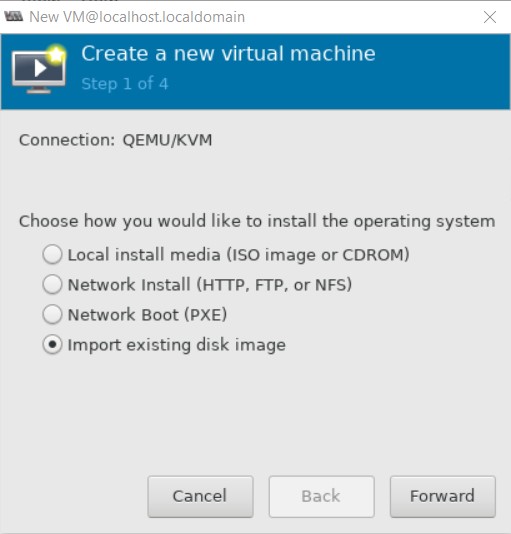 New VM@localhost.localdomain
Create a new virtual machine
Step 1 of 4
Connection: QEMU/KVM
Choose how you would like to install the operating system
Local install media (ISO image or CDROM)
Network Install (HTTP, FTP, or NFS)
Network Boot (PXE)
Import existing disk image
Cancel Back Forward